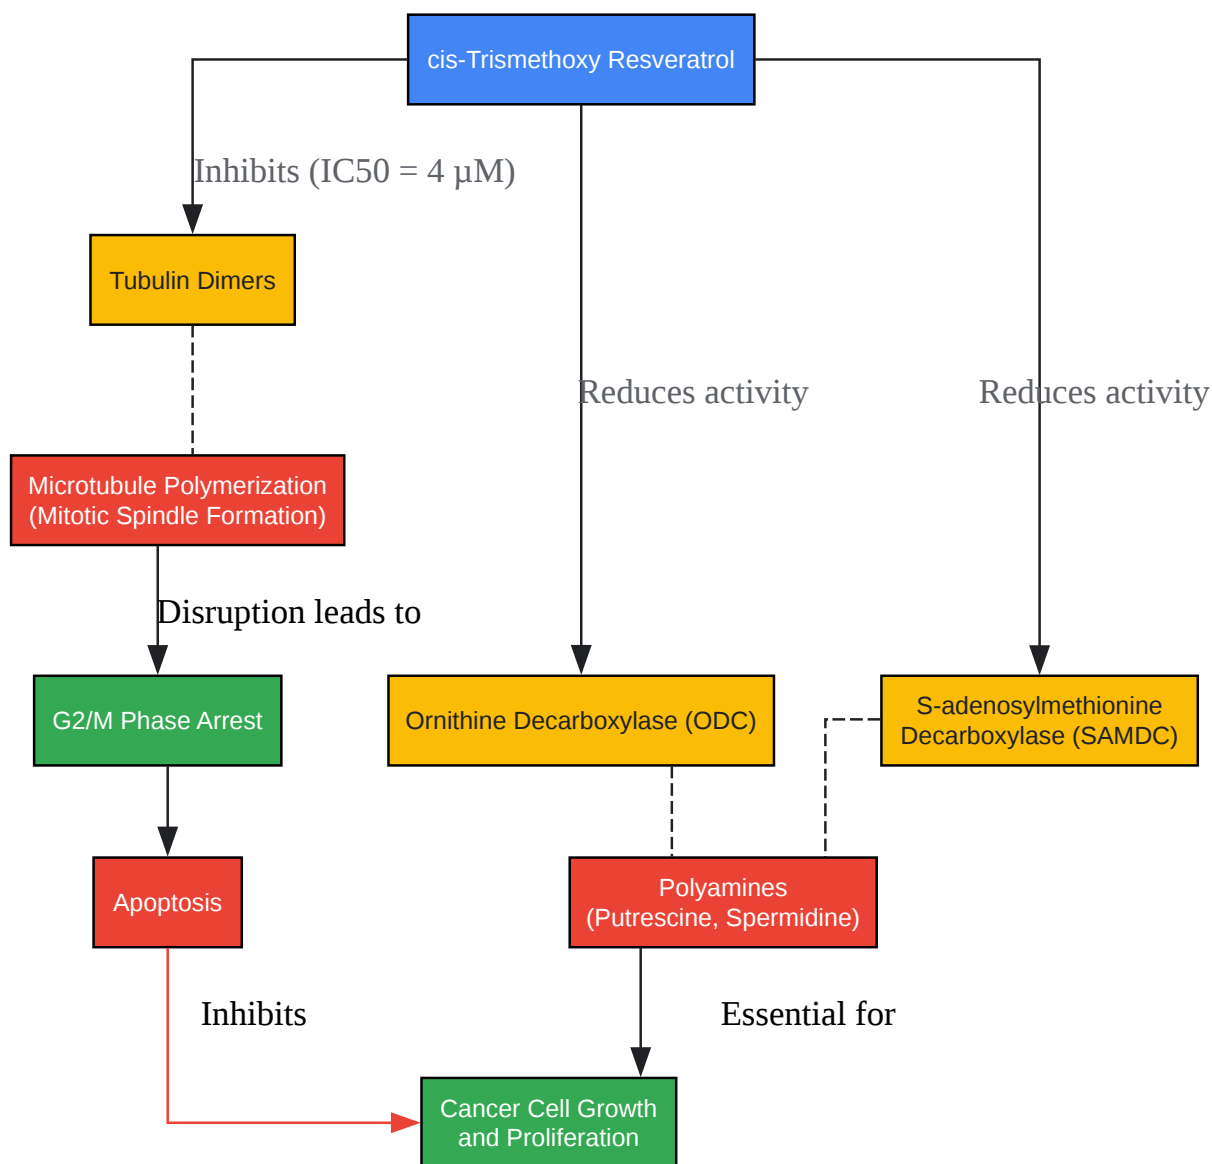 cis-Trismethoxy Resveratrol
Inhibits (IC50 = 4 µM)
Tubulin Dimers
Reduces activity
Reduces activity
Microtubule Polymerization
(Mitotic Spindle Formation)
Disruption leads to
G2/M Phase Arrest
Ornithine Decarboxylase (ODC)
S-adenosylmethionine
Decarboxylase (SAMDC)
Apoptosis
Polyamines
(Putrescine, Spermidine)
Inhibits
Essential for
Cancer Cell Growth
and Proliferation